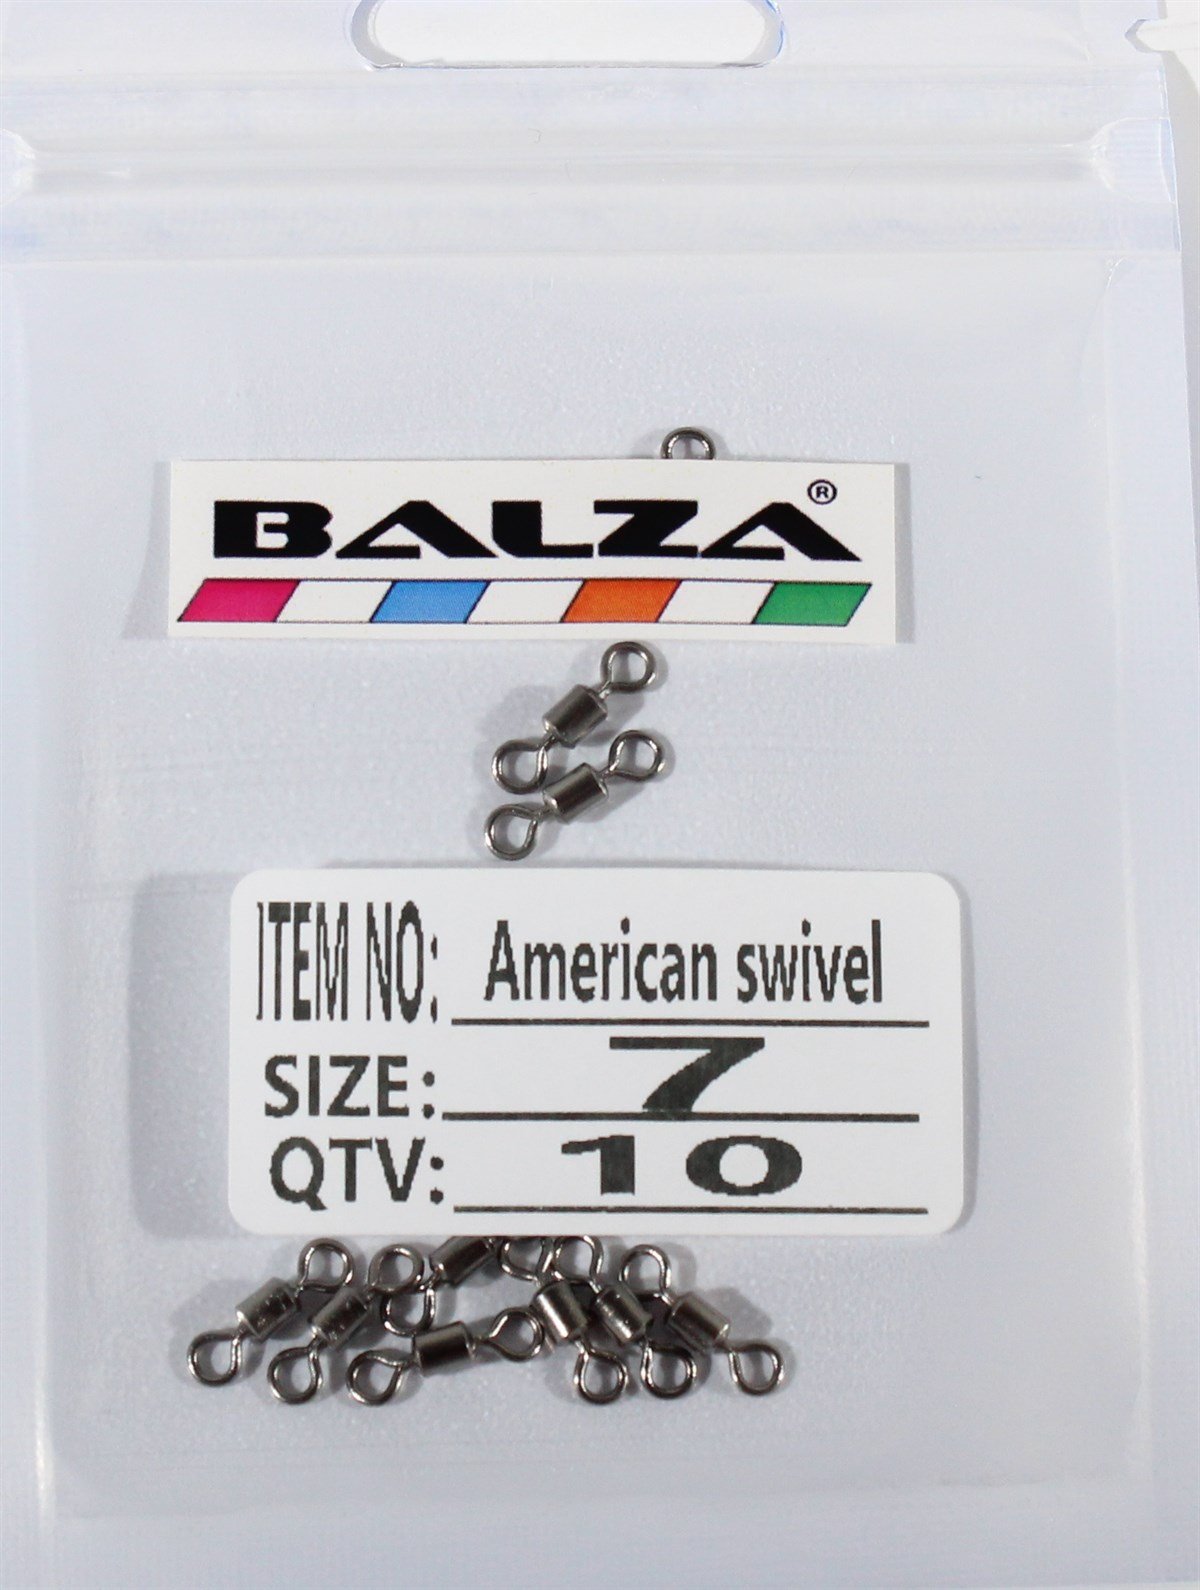 BALZA®
ITEM NO: American swivel
SIZE: 7
QTV: 10